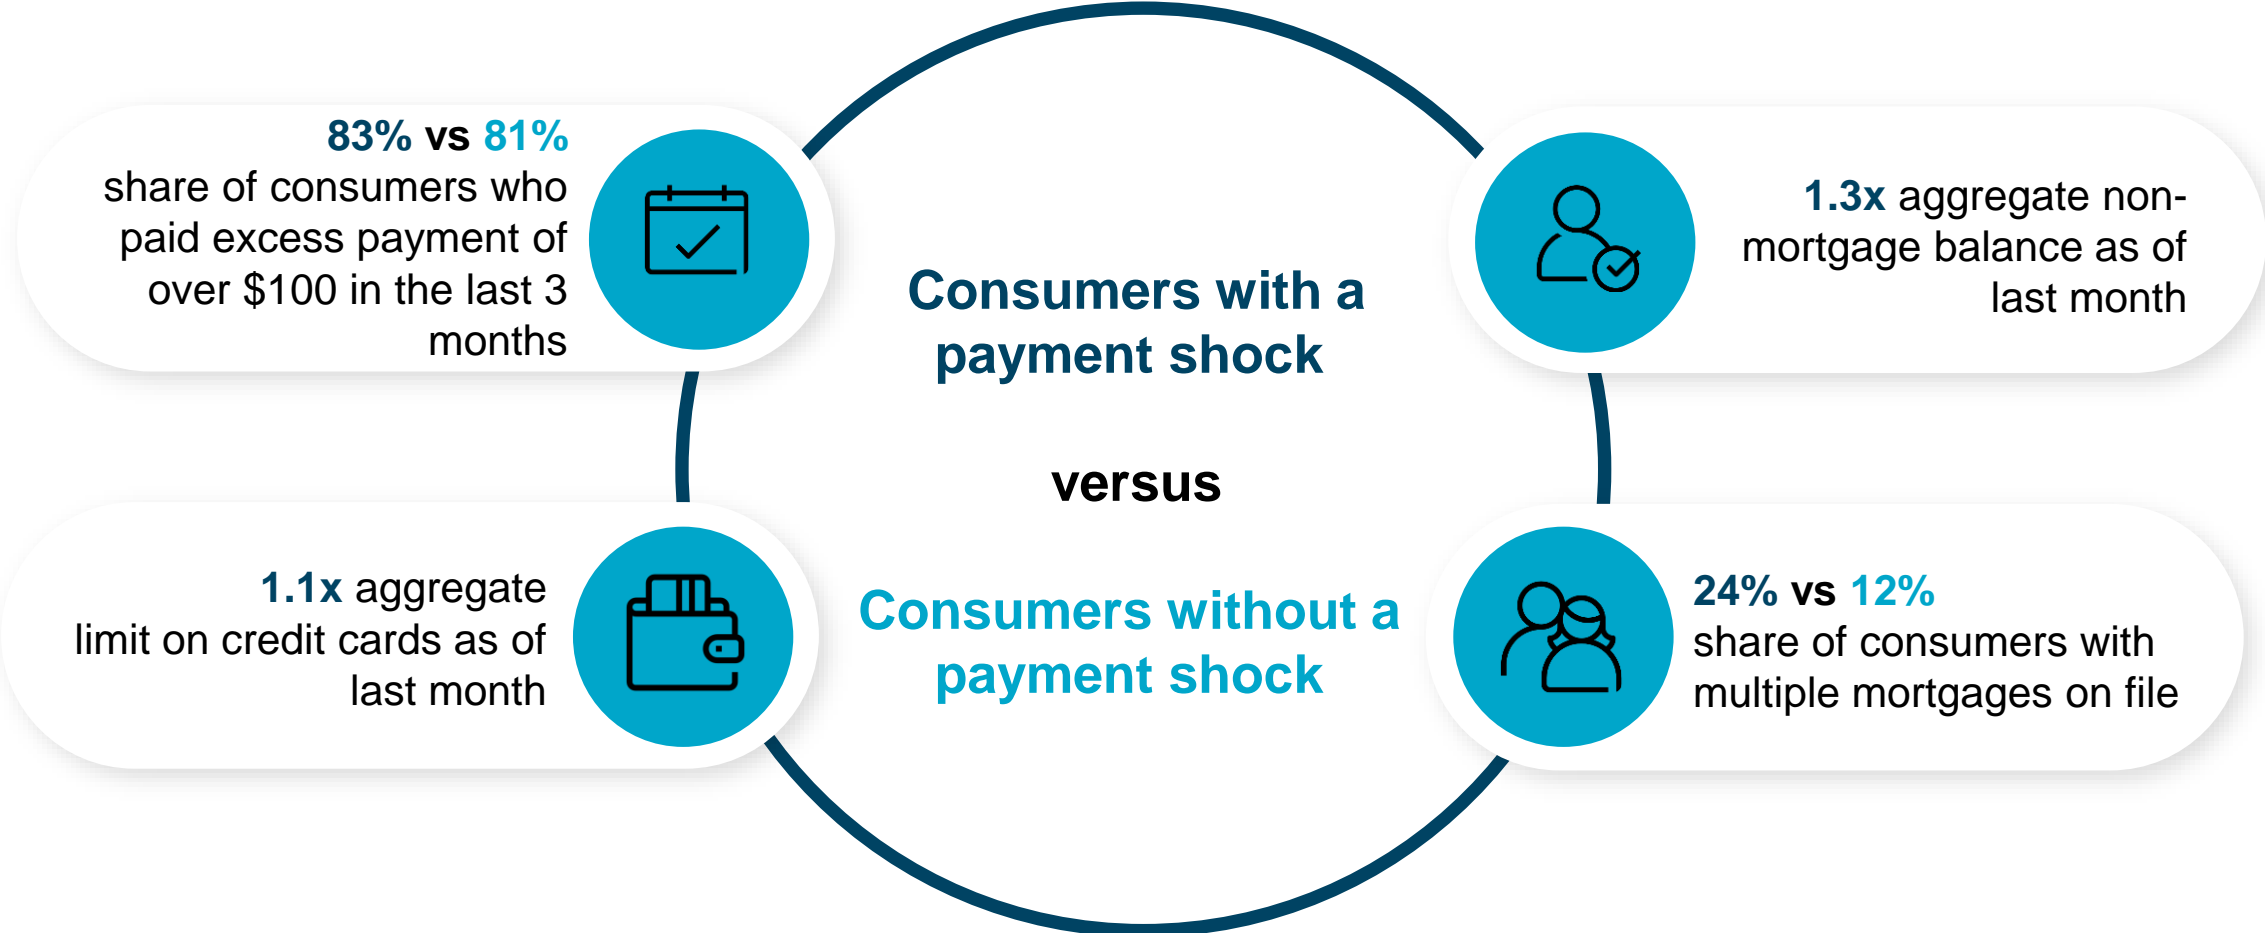 83% vs 81%
share of consumers who
paid excess payment of
over $100 in the last 3
months
1.1x aggregate
limit on credit cards as of
last month
Consumers with a
payment shock
versus
Consumers without a
payment shock
1.3x aggregate non-
mortgage balance as of
last month
24% vs 12%
share of consumers with
multiple mortgages on file